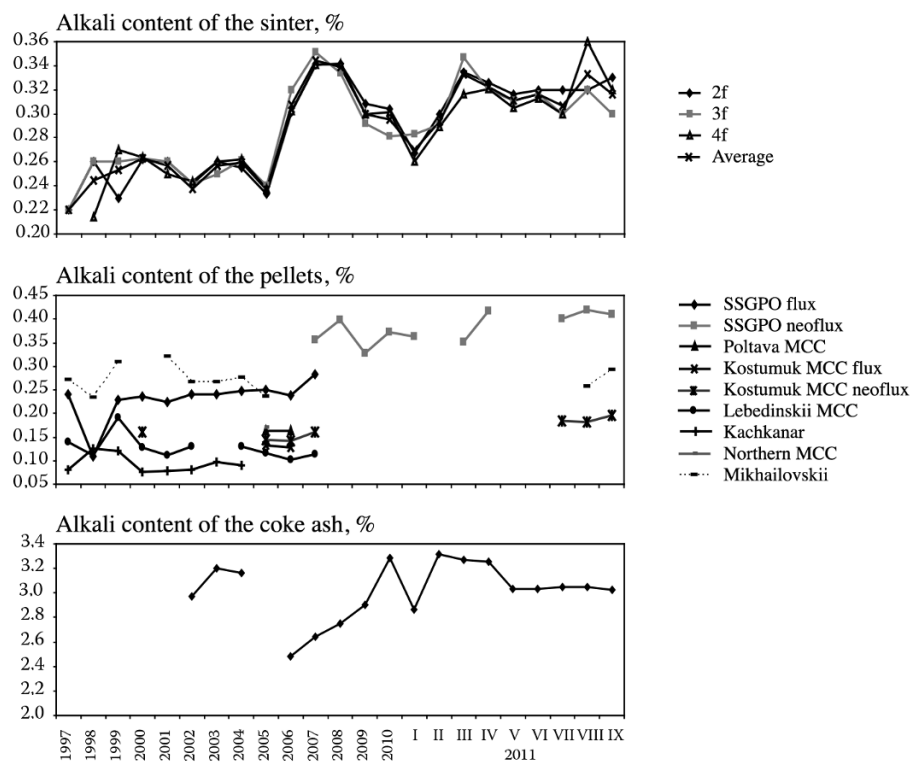 Alkali content of the sinter, %
0.36
0.34
0.32
0.30
0.26
0.24
0.22
0.20
2f
3f
4f
Average
Alkali content of the pellets, %
0.45
0.40
0.35
0.30
0.25
0.20
0.15
0.10
0.05
SSGPO flux
SSGPO neoflux
Poltava MCC
Kostumuk MCC flux
Kostumuk MCC neoflux
Lebedinskii MCC
Kachkanar
Northern MCC
Mikhailovskii
Alkali content of the coke ash, %
3.4
3.2
3.0
2.6
2.4
2.2
2.0
1997
1998
1999
2000
2001
2002
2003
2004
2005
2006
2007
2008
2009
2010
I II III IV V VI VII VIII IX
2011